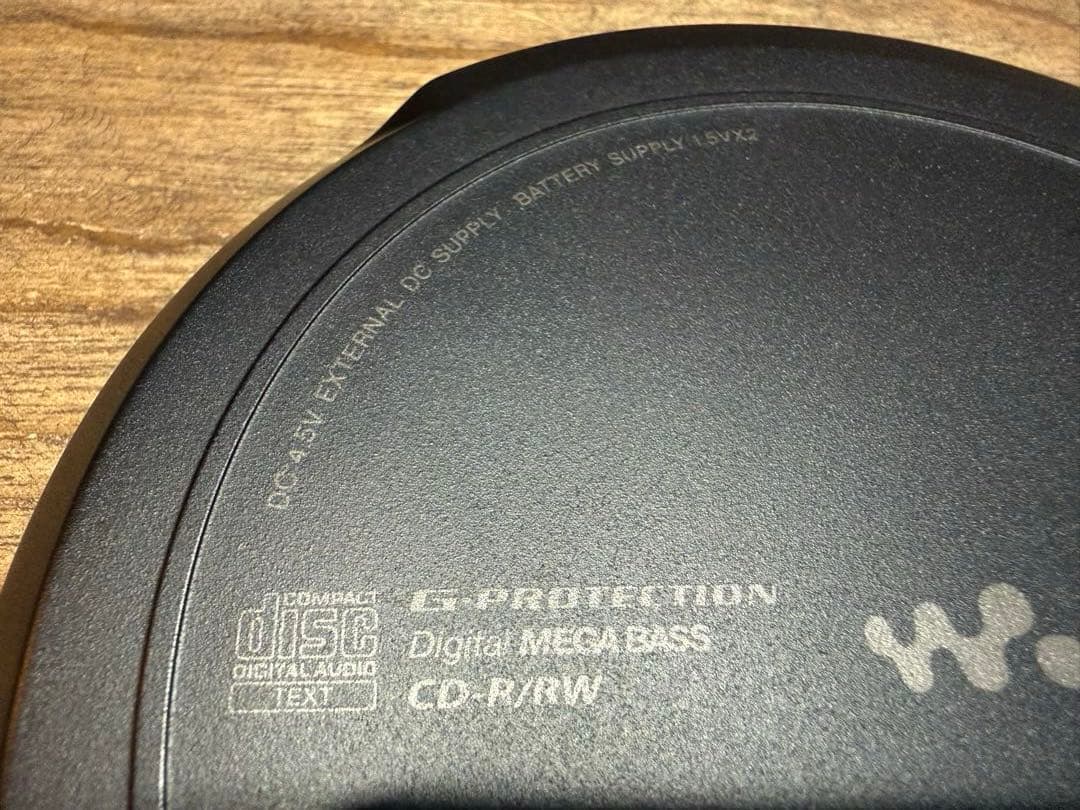 DC 4.5V EXTERNAL DC SUPPLY. BATTERY SUPPLY 1.5VX2
COMPACT
disc
DIGITAL AUDIO
TEXT
G-PROTECTION
Digital MEGA BASS
CD-R/RW
W.